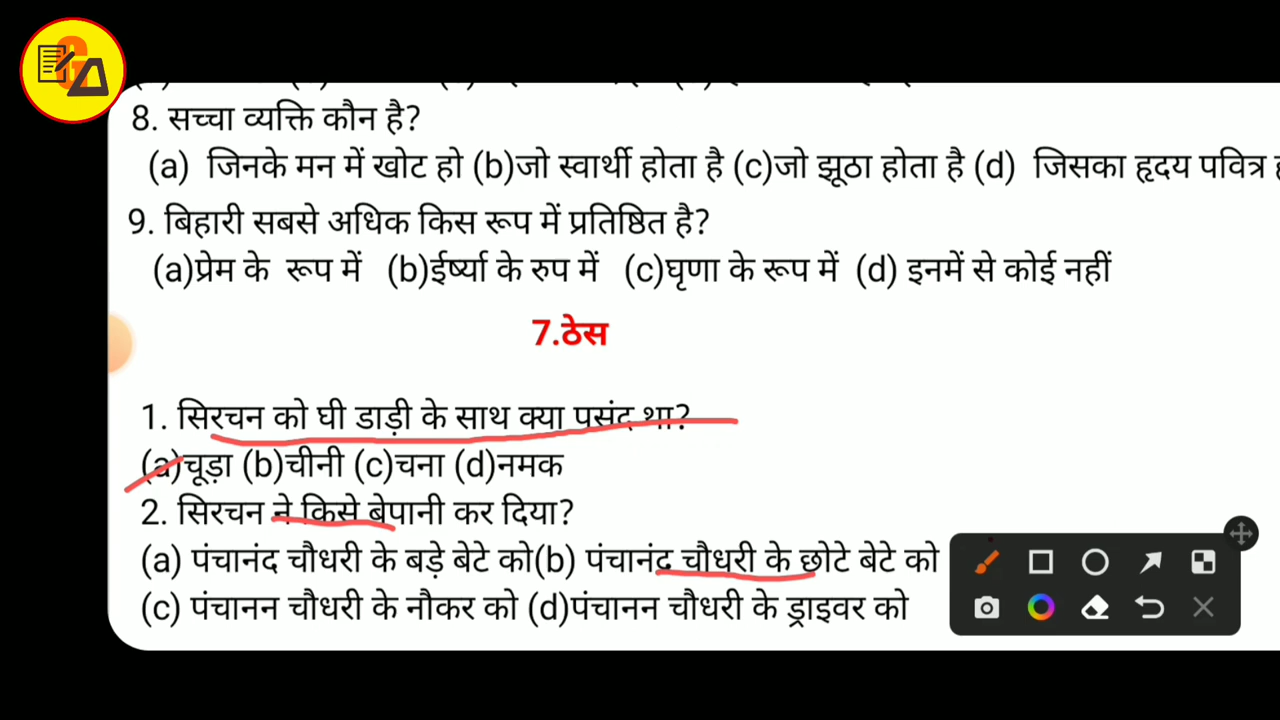 8. सच्चा व्यक्ति कौन है?
(a) जिनके मन में खोट हो (b)जो स्वार्थी होता है (c)जो झूठा होता है (d) जिसका हृदय पवित्र
9. बिहारी सबसे अधिक किस रूप में प्रतिष्ठित है?
(a)प्रेम के रूप में (b)ईर्ष्या के रुप में (c)घृणा के रूप में (d) इनमें से कोई नहीं
7.ठेस
1. सिरचन को घी डाड़ी के साथ क्या पसंद था?
(a)चूड़ा (b)चीनी (c)चना (d)नमक
2. सिरचन ने किसे बेपानी कर दिया?
(a) पंचानंद चौधरी के बड़े बेटे को(b) पंचानंद चौधरी के छोटे बेटे को
(c) पंचानन चौधरी के नौकर को (d)पंचानन चौधरी के ड्राइवर को